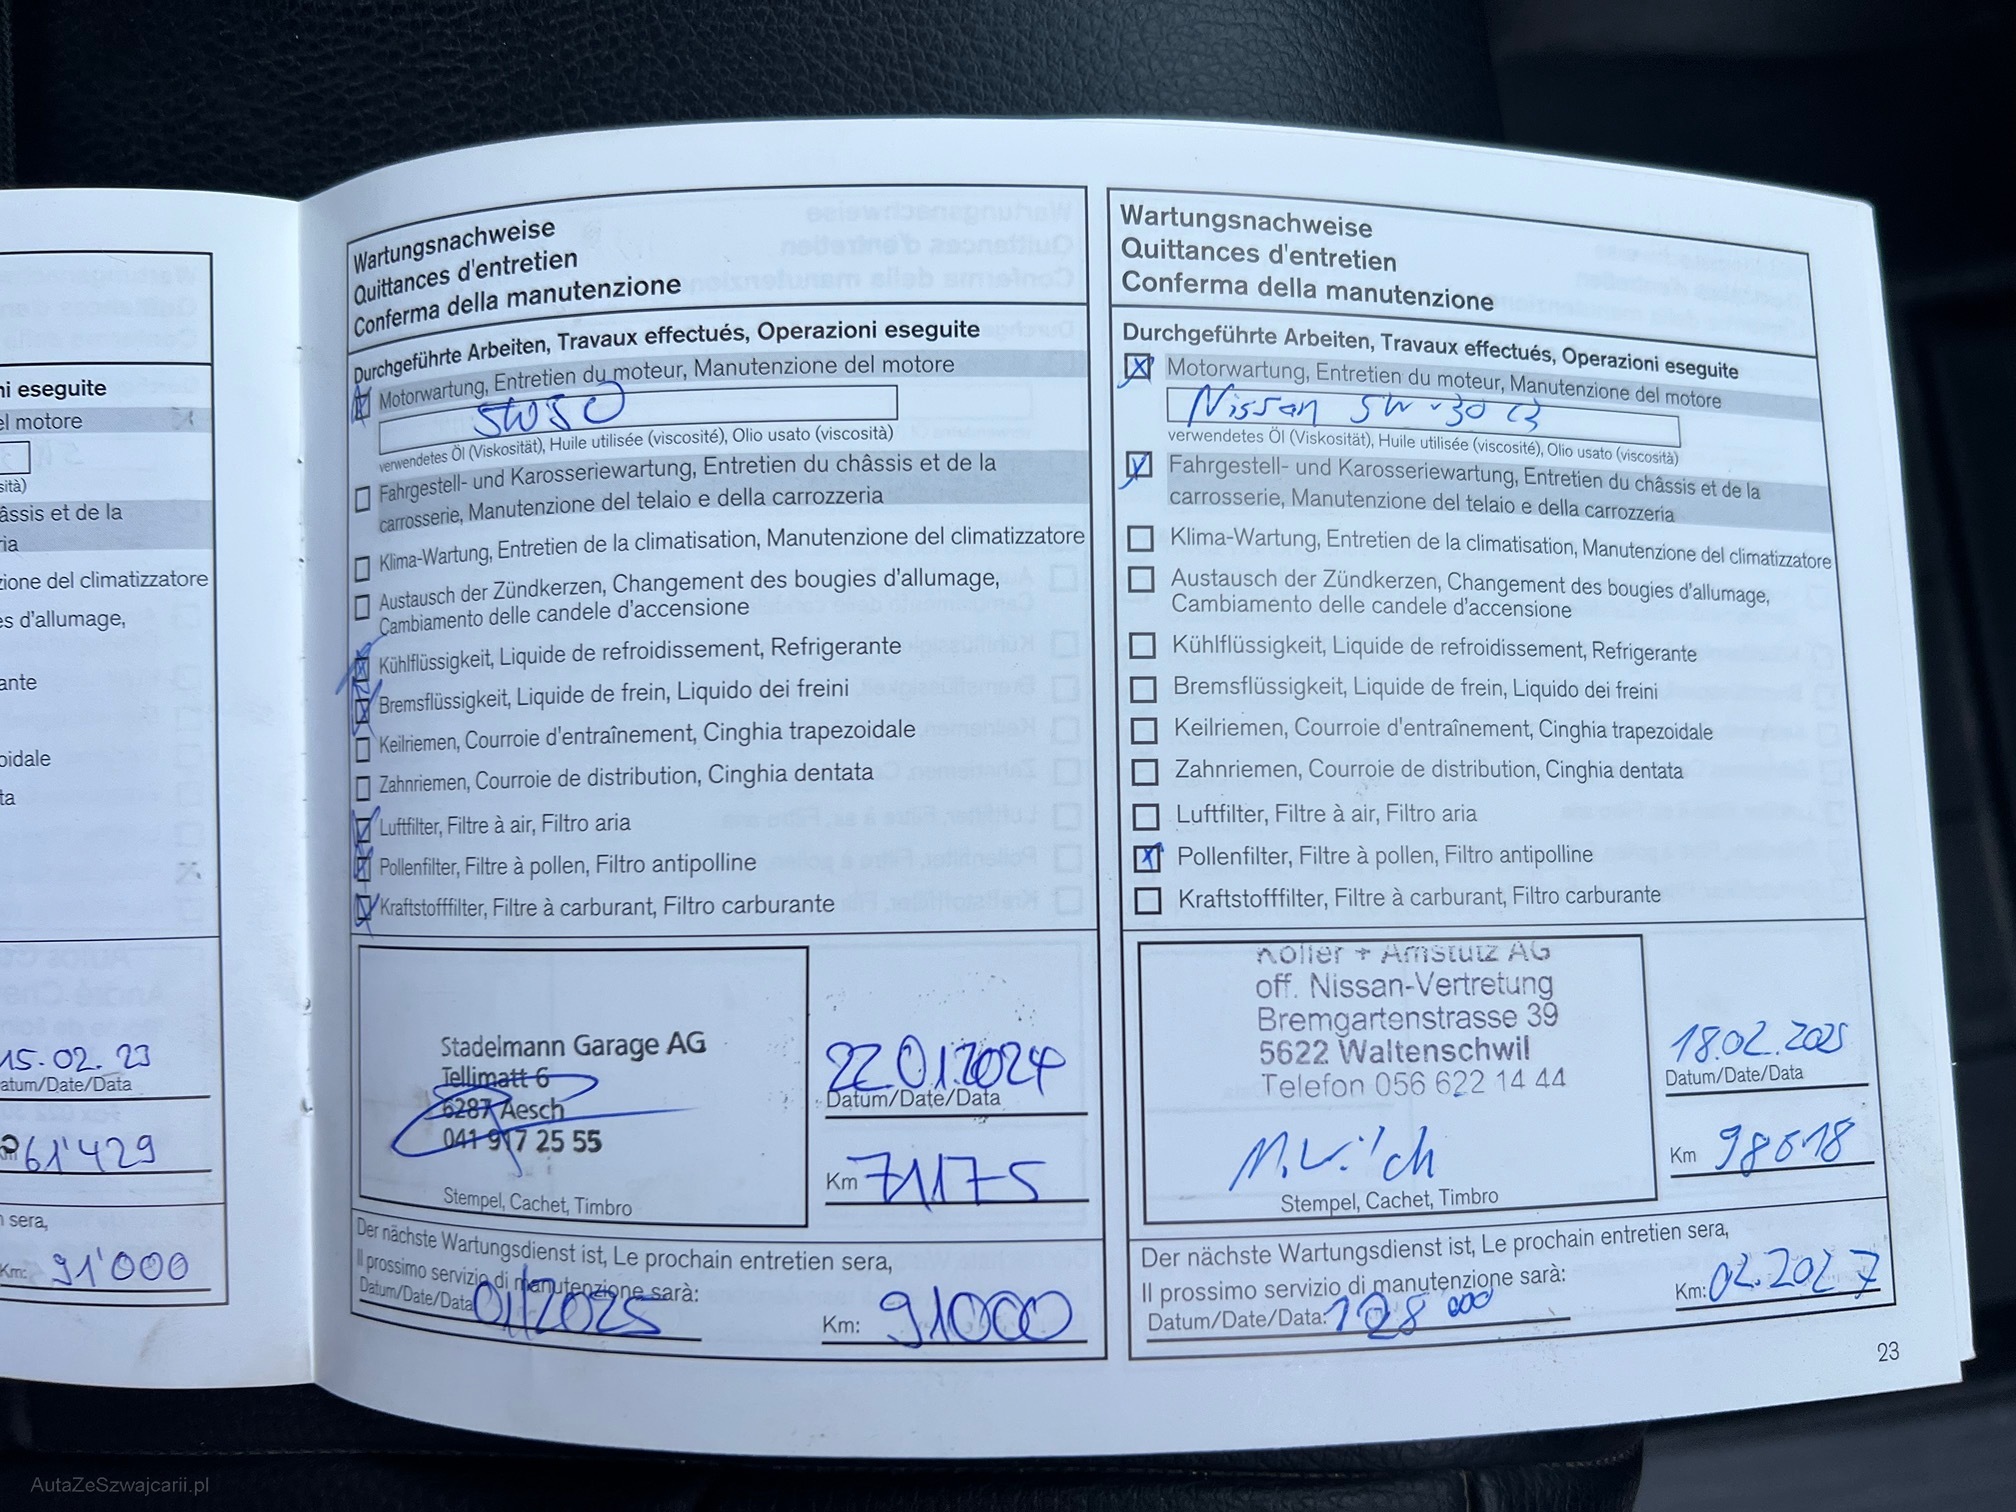 ni eseguite
el motore
sità)
âssis et de la
ria
zione del climatizzatore
es d'allumage,
ante
oidale
ta
15.02.23
atum/Date/Data
61'429
n sera,
Km: 91'000
Wartungsnachweise
Quittances d'entretien
Conferma della manutenzione
Durchgeführte Arbeiten, Travaux effectués, Operazioni eseguite
Motorwartung, Entretien du moteur, Manutenzione del motore
5W30
verwendetes Öl (Viskosität), Huile utilisée (viscosité), Olio usato (viscosità)
Fahrgestell- und Karosseriewartung, Entretien du châssis et de la
carrosserie, Manutenzione del telaio e della carrozzeria
Klima-Wartung, Entretien de la climatisation, Manutenzione del climatizzatore
Austausch der Zündkerzen, Changement des bougies d'allumage,
Cambiamento delle candele d'accensione
Kühlflüssigkeit, Liquide de refroidissement, Refrigerante
Bremsflüssigkeit, Liquide de frein, Liquido dei freini
Keilriemen, Courroie d'entraînement, Cinghia trapezoidale
Zahnriemen, Courroie de distribution, Cinghia dentata
Luftfilter, Filtre à air, Filtro aria
Pollenfilter, Filtre à pollen, Filtro antipolline
Kraftstofffilter, Filtre à carburant, Filtro carburante
Stadelmann Garage AG
Tellimatt 6
6287 Aesch
041 917 25 55
Stempel, Cachet, Timbro
22.01.2024
Datum/Date/Data
Km 71175
Der nächste Wartungsdienst ist, Le prochain entretien sera,
Il prossimo servizio di manutenzione sarà:
Datum/Date/Data 01/2025
Km: 91000
Wartungsnachweise
Quittances d'entretien
Conferma della manutenzione
Durchgeführte Arbeiten, Travaux effectués, Operazioni eseguite
Motorwartung, Entretien du moteur, Manutenzione del motore
Nissan 5W-30 C3
verwendetes Öl (Viskosität), Huile utilisée (viscosité), Olio usato (viscosità)
Fahrgestell- und Karosseriewartung, Entretien du châssis et de la
carrosserie, Manutenzione del telaio e della carrozzeria
Klima-Wartung, Entretien de la climatisation, Manutenzione del climatizzatore
Austausch der Zündkerzen, Changement des bougies d'allumage,
Cambiamento delle candele d'accensione
Kühlflüssigkeit, Liquide de refroidissement, Refrigerante
Bremsflüssigkeit, Liquide de frein, Liquido dei freini
Keilriemen, Courroie d'entraînement, Cinghia trapezoidale
Zahnriemen, Courroie de distribution, Cinghia dentata
Luftfilter, Filtre à air, Filtro aria
Pollenfilter, Filtre à pollen, Filtro antipolline
Kraftstofffilter, Filtre à carburant, Filtro carburante
Koller + Amstutz AG
off. Nissan-Vertretung
Bremgartenstrasse 39
5622 Waltenschwil
Telefon 056 622 14 44
Stempel, Cachet, Timbro
18.02.2025
Datum/Date/Data
Km 98618
Der nächste Wartungsdienst ist, Le prochain entretien sera,
Il prossimo servizio di manutenzione sarà:
Datum/Date/Data: 128 000
Km: 02.2027
23
AutaZeSzwajcarii.pl